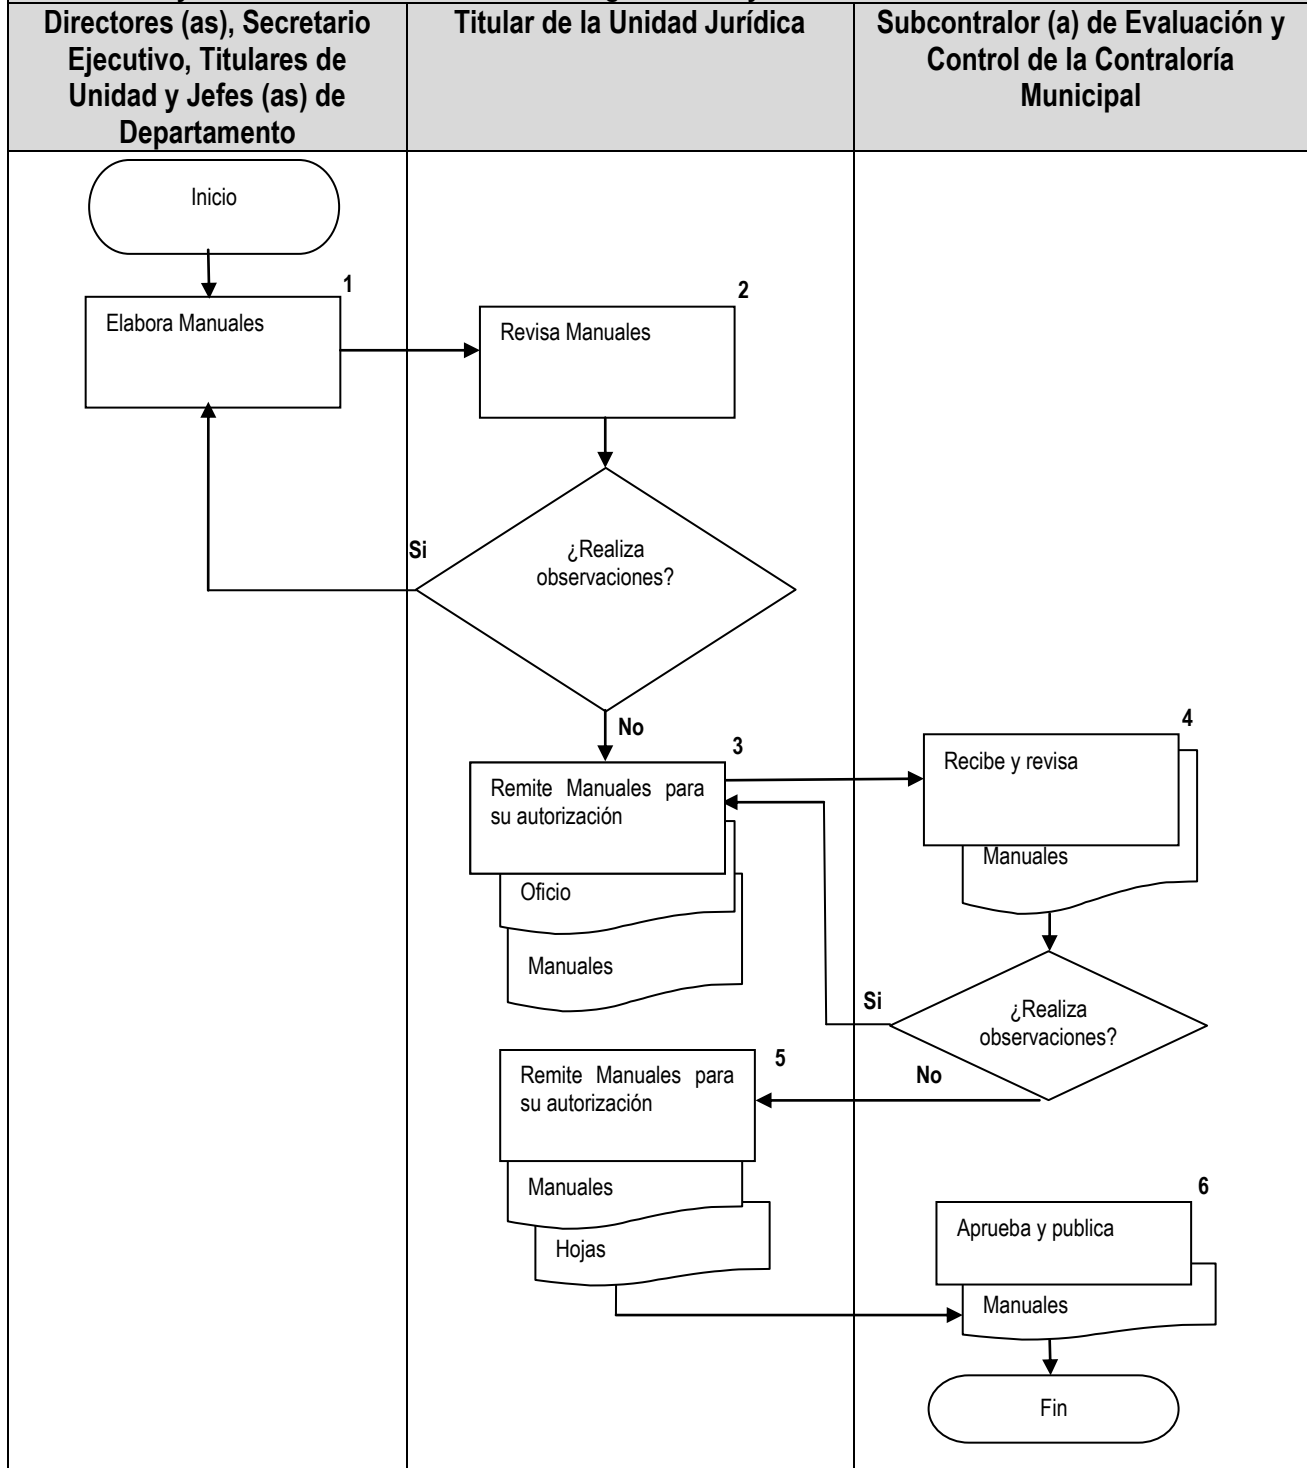 Directores (as), Secretario
Ejecutivo, Titulares de
Unidad y Jefes (as) de
Departamento
Titular de la Unidad Jurídica
Subcontralor (a) de Evaluación y
Control de la Contraloría
Municipal
Inicio
1
Elabora Manuales
2
Revisa Manuales
Si
¿Realiza
observaciones?
No
3
Remite Manuales para
su autorización
Oficio
Manuales
4
Recibe y revisa
Manuales
Si
¿Realiza
observaciones?
No
5
Remite Manuales para
su autorización
Manuales
Hojas
6
Aprueba y publica
Manuales
Fin